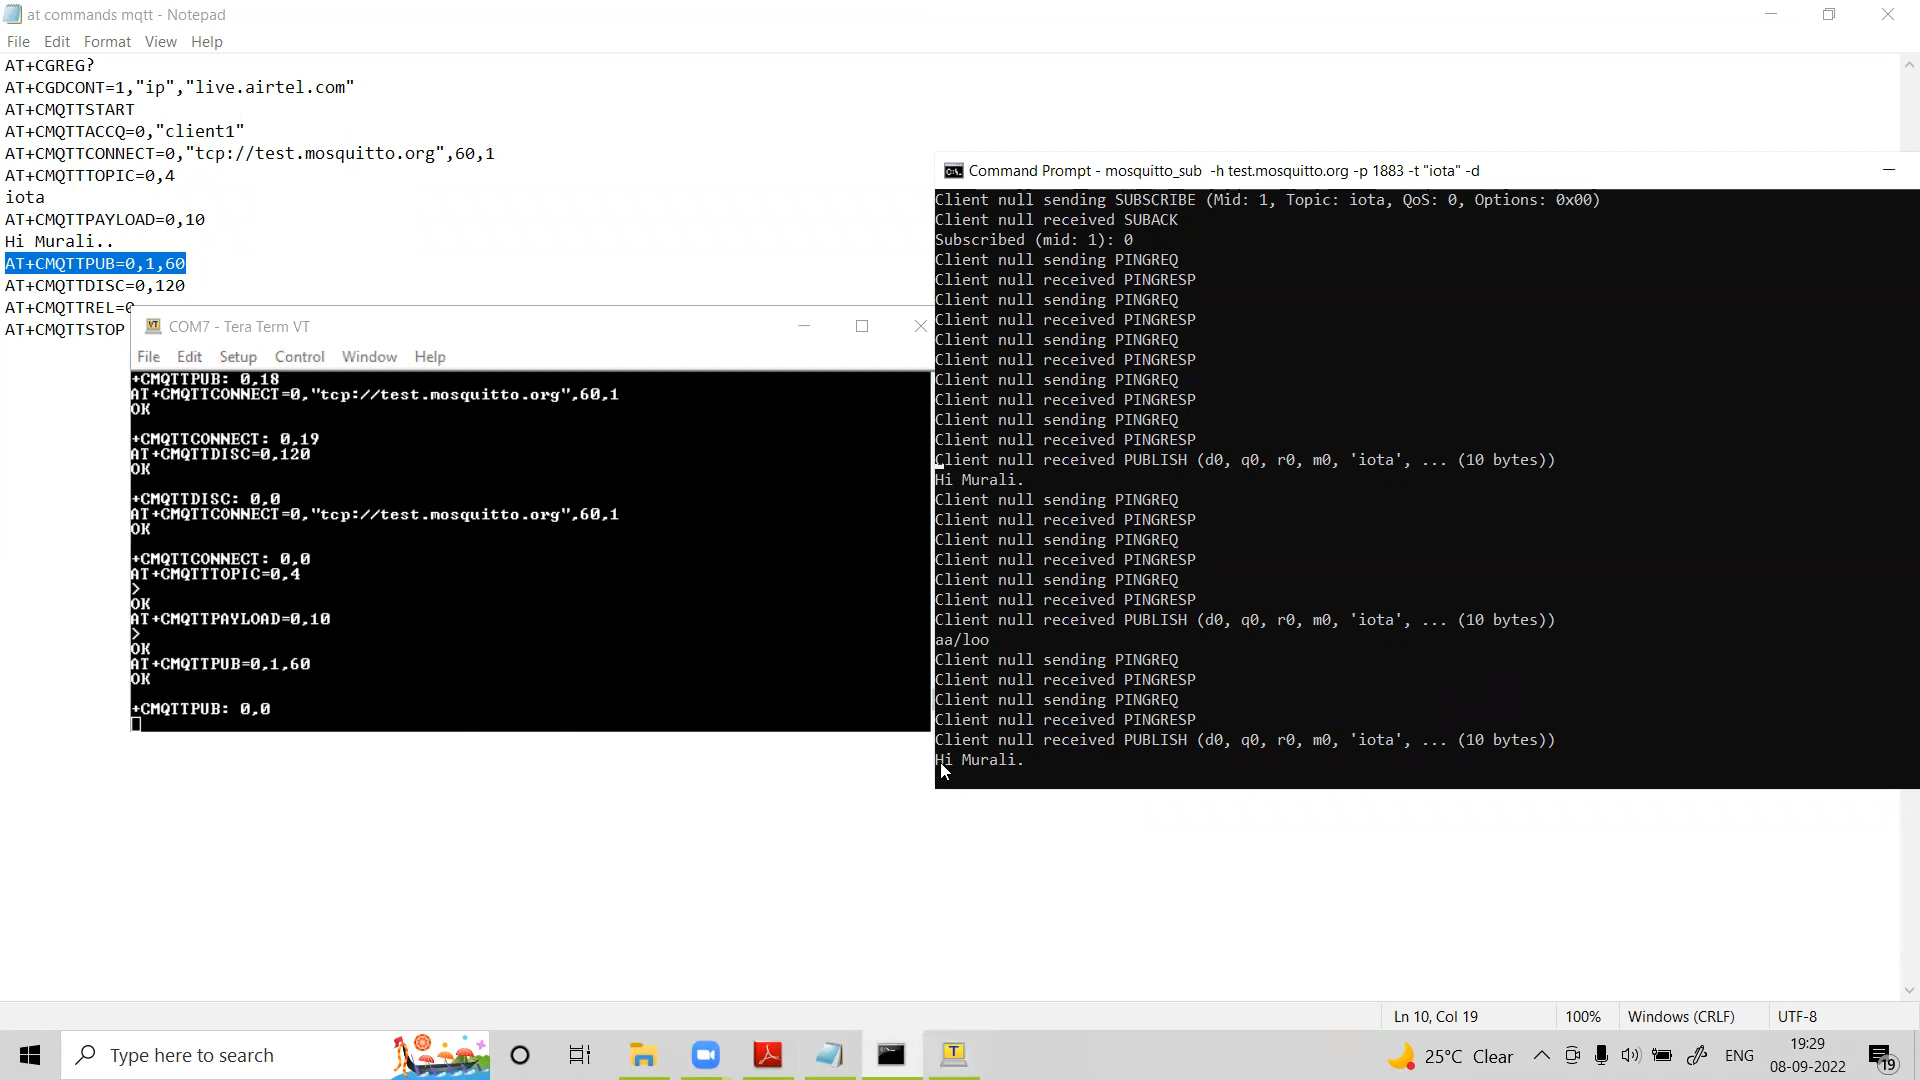 at commands mqtt - Notepad
File Edit Format View Help
AT+CGREG?
AT+CGDCONT=1,"ip","live.airtel.com"
AT+CMQTTSTART
AT+CMQTTACCQ=0,"client1"
AT+CMQTTCONNECT=0,"tcp://test.mosquitto.org",60,1
AT+CMQTTTOPIC=0,4
iota
AT+CMQTTPAYLOAD=0,10
Hi Murali..
AT+CMQTTPUB=0,1,60
AT+CMQTTDISC=0,120
AT+CMQTTREL=0
AT+CMQTTSTOP
COM7 - Tera Term VT
File Edit Setup Control Window Help
+CMQTTPUB: 0,18
AT+CMQTTCONNECT=0,"tcp://test.mosquitto.org",60,1
OK
+CMQTTCONNECT: 0,19
AT+CMQTTDISC=0,120
OK
+CMQTTDISC: 0,0
AT+CMQTTCONNECT=0,"tcp://test.mosquitto.org",60,1
OK
+CMQTTCONNECT: 0,0
AT+CMQTTTOPIC=0,4
>
OK
AT+CMQTTPAYLOAD=0,10
>
OK
AT+CMQTTPUB=0,1,60
OK
+CMQTTPUB: 0,0
Command Prompt - mosquitto_sub -h test.mosquitto.org -p 1883 -t "iota" -d
Client null sending SUBSCRIBE (Mid: 1, Topic: iota, QoS: 0, Options: 0x00)
Client null received SUBACK
Subscribed (mid: 1): 0
Client null sending PINGREQ
Client null received PINGRESP
Client null sending PINGREQ
Client null received PINGRESP
Client null sending PINGREQ
Client null received PINGRESP
Client null sending PINGREQ
Client null received PINGRESP
Client null sending PINGREQ
Client null received PINGRESP
Client null received PUBLISH (d0, q0, r0, m0, 'iota', ... (10 bytes))
Hi Murali.
Client null sending PINGREQ
Client null received PINGRESP
Client null sending PINGREQ
Client null received PINGRESP
Client null sending PINGREQ
Client null received PINGRESP
Client null received PUBLISH (d0, q0, r0, m0, 'iota', ... (10 bytes))
aa/loo
Client null sending PINGREQ
Client null received PINGRESP
Client null sending PINGREQ
Client null received PINGRESP
Client null received PUBLISH (d0, q0, r0, m0, 'iota', ... (10 bytes))
Hi Murali.
Ln 10, Col 19 100% Windows (CRLF) UTF-8
Type here to search
25°C Clear
ENG
19:29
08-09-2022
19